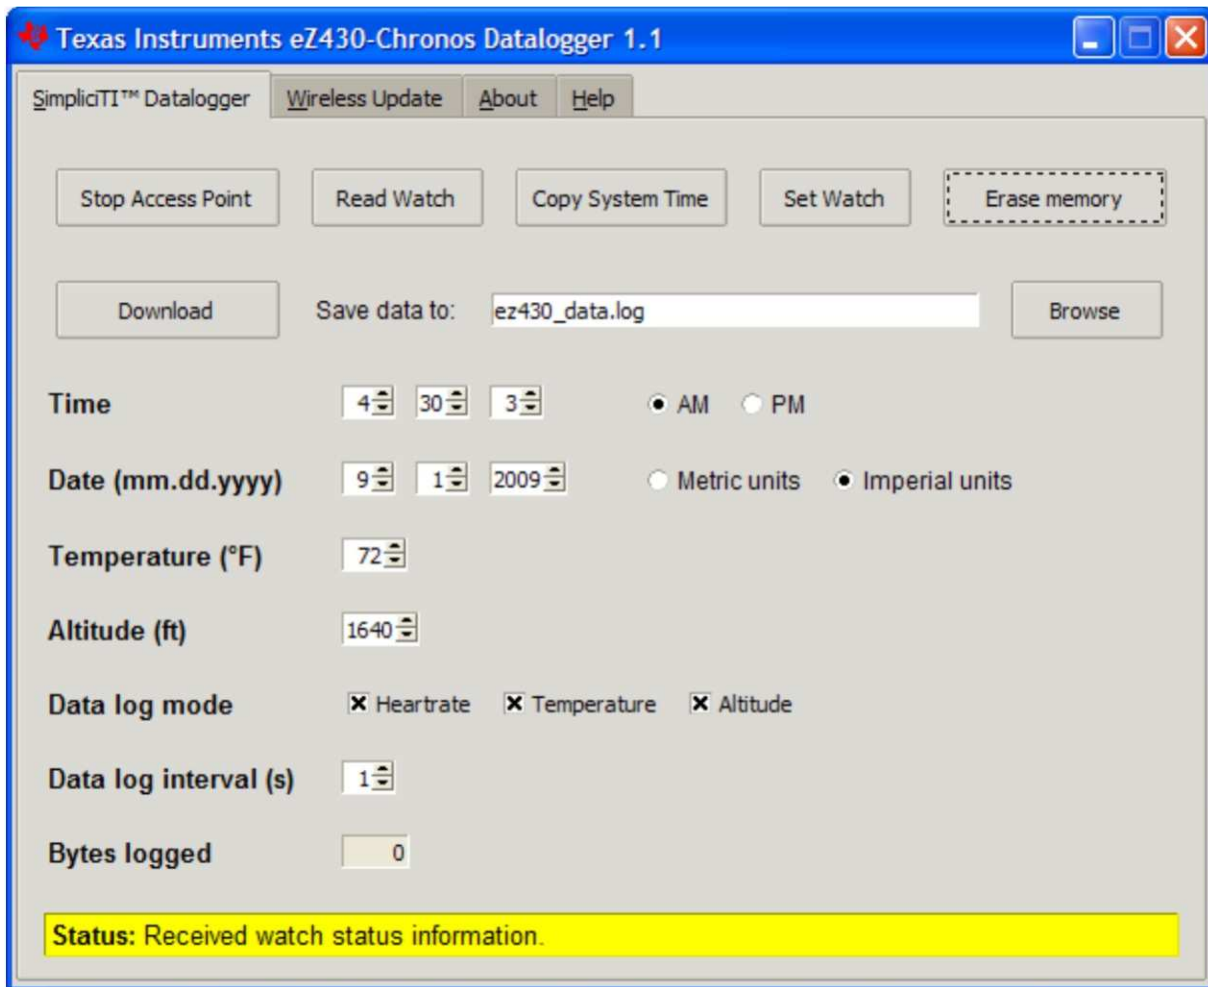 Texas Instruments eZ430-Chronos Datalogger 1.1
SimpliciTI™ Datalogger Wireless Update About Help
Stop Access Point Read Watch Copy System Time Set Watch Erase memory
Download Save data to: ez430_data.log Browse
Time 4 30 3 AM PM
Date (mm.dd.yyyy) 9 1 2009 Metric units Imperial units
Temperature (°F) 72
Altitude (ft) 1640
Data log mode Heartrate Temperature Altitude
Data log interval (s) 1
Bytes logged 0
Status: Received watch status information.